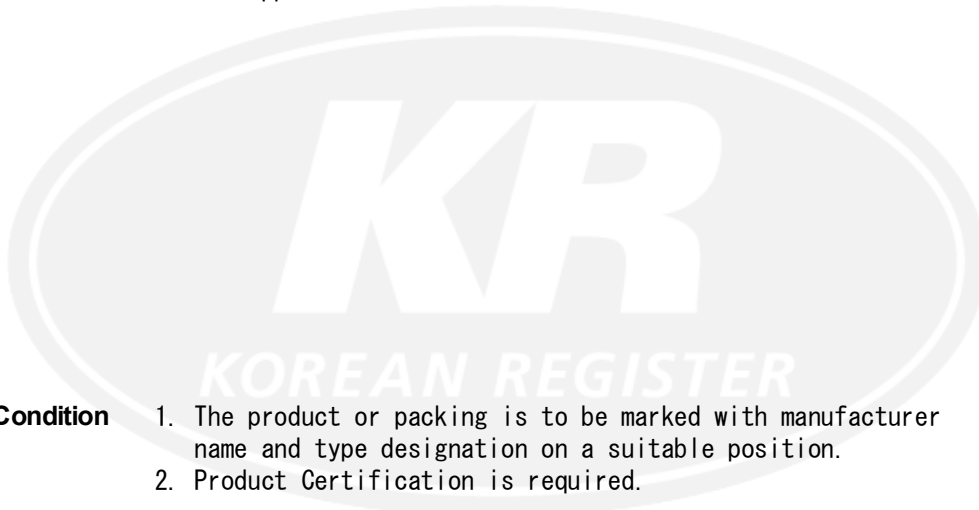 KR
KOREAN REGISTER
Condition 1. The product or packing is to be marked with manufacturer
name and type designation on a suitable position.
2. Product Certification is required.